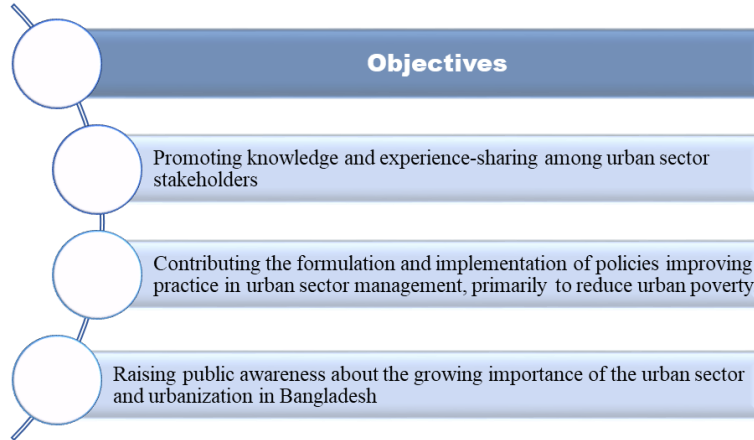 Objectives
Promoting knowledge and experience-sharing among urban sector
stakeholders
Contributing the formulation and implementation of policies improving
practice in urban sector management, primarily to reduce urban poverty
Raising public awareness about the growing importance of the urban sector
and urbanization in Bangladesh